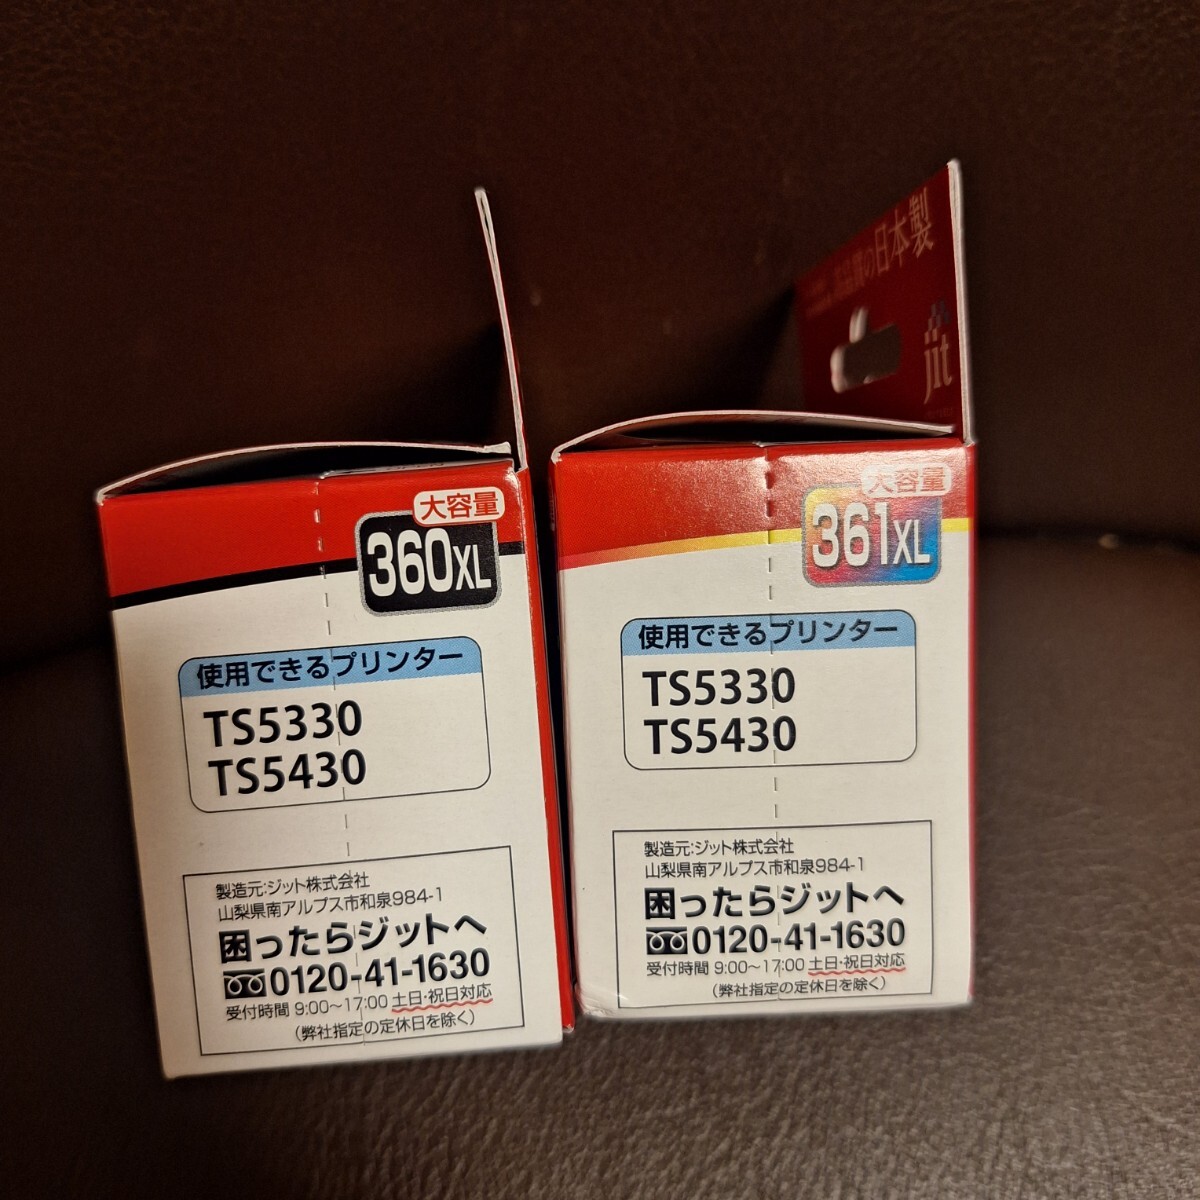 大容量
360XL
使用できるプリンター
TS5330
TS5430
製造元:ジット株式会社
山梨県南アルプス市和泉984-1
困ったらジットへ
0120-41-1630
受付時間 9:00〜17:00 土日・祝日対応
(弊社指定の定休日を除く)
の日本製
jit
大容量
361XL
使用できるプリンター
TS5330
TS5430
製造元:ジット株式会社
山梨県南アルプス市和泉984-1
困ったらジットへ
0120-41-1630
受付時間 9:00〜17:00 土日・祝日対応
(弊社指定の定休日を除く)